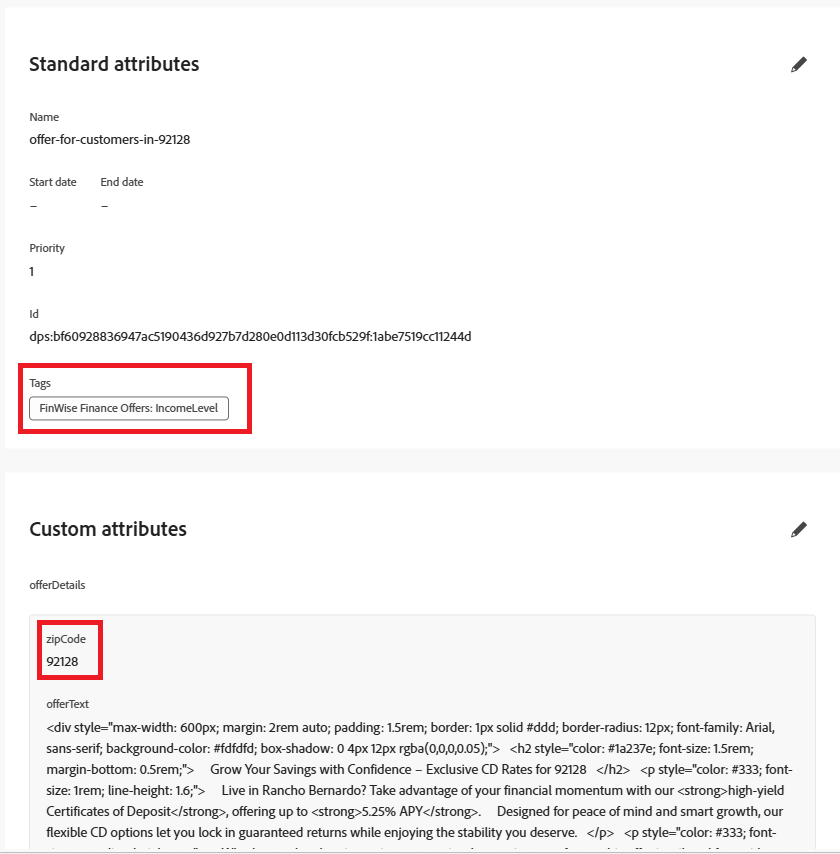 Standard attributes
Name
offer-for-customers-in-92128
Start date End date
– –
Priority
1
Id
dps:bf60928836947ac5190436d927b7d280e0d113d30fcb529f:1abe7519cc11244d
Tags
FinWise Finance Offers: IncomeLevel
Custom attributes
offerDetails
zipCode
92128
offerText
<div style="max-width: 600px; margin: 2rem auto; padding: 1.5rem; border: 1px solid #ddd; border-radius: 12px; font-family: Arial,
sans-serif; background-color: #fdfdfd; box-shadow: 0 4px 12px rgba(0,0,0,0.05);"> <h2 style="color: #1a237e; font-size: 1.5rem;
margin-bottom: 0.5rem;"> Grow Your Savings with Confidence – Exclusive CD Rates for 92128 </h2> <p style="color: #333; font-
size: 1rem; line-height: 1.6;"> Live in Rancho Bernardo? Take advantage of your financial momentum with our <strong>high-yield
Certificates of Deposit</strong>, offering up to <strong>5.25% APY</strong>. Designed for peace of mind and smart growth, our
flexible CD options let you lock in guaranteed returns while enjoying the stability you deserve. </p> <p style="color: #333; font-